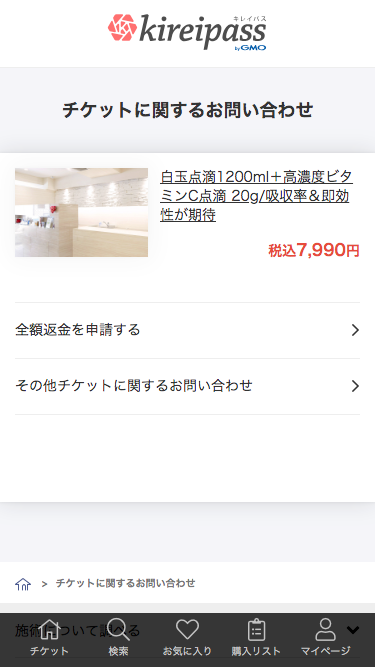 キレイパス
kireipass
by GMO
チケットに関するお問い合わせ
白玉点滴1200ml＋高濃度ビタ
ミンC点滴 20g/吸収率＆即効
性が期待
税込7,990円
全額返金を申請する
その他チケットに関するお問い合わせ
チケットに関するお問い合わせ
施術について調べる
チケット
検索
お気に入り
購入リスト
マイページ